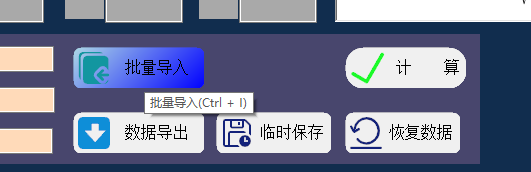 批量导入
计 算
批量导入(Ctrl + I)
数据导出
临时保存
恢复数据